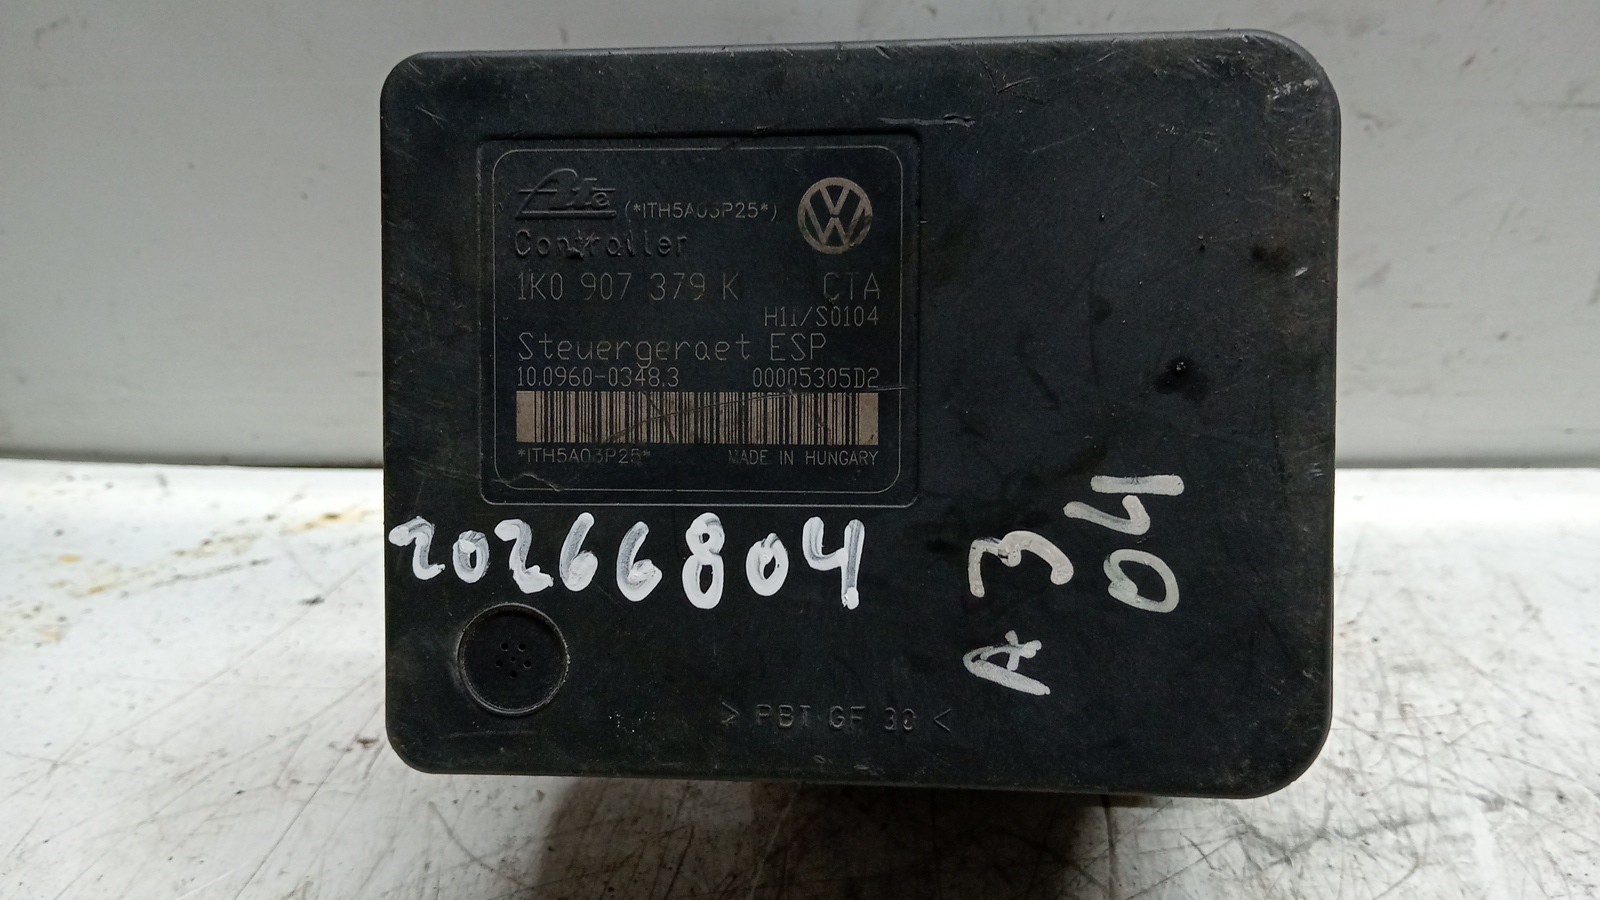 Ate (*ITH5A03P25*)
Controller
1K0 907 379 K CTA
H11/S0104
Steuergeraet ESP
10.0960-0348.3 00005305D2
*ITH5A03P25* MADE IN HUNGARY
20266804
A3
04
> PBT GF 30 <